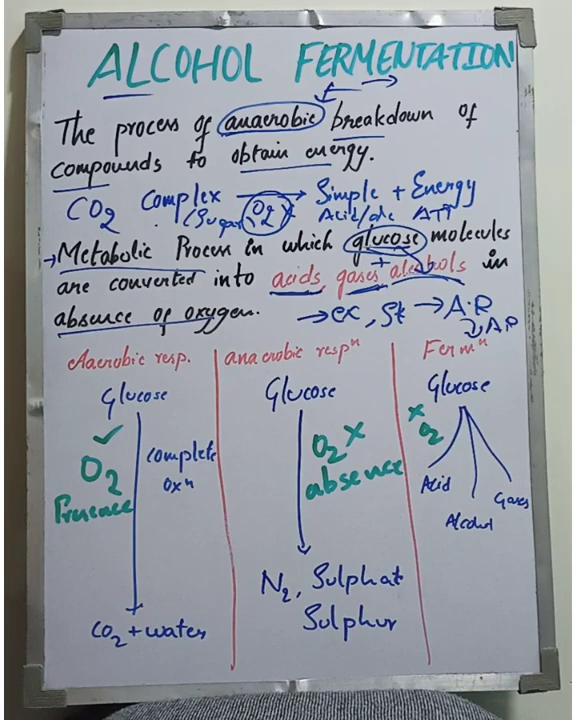 ALCOHOL FERMENTATION
The process of anaerobic breakdown of
compounds to obtain energy.
CO2 Complex → Simple + Energy
(Sugar O2 X Acid/alc ATP
→Metabolic Process in which glucose molecules
are converted into acids, gases + alcohols in
absence of oxygen. → ex, St → A.R
Aaerobic resp.
Glucose
✓
O2
Presence
complete
oxn
CO2 + water
anaerobic respn
Glucose
O2 X
absence
N2, Sulphat
Sulphur
Fermn
Glucose
X
O2
Acid
Alcohol
Gases